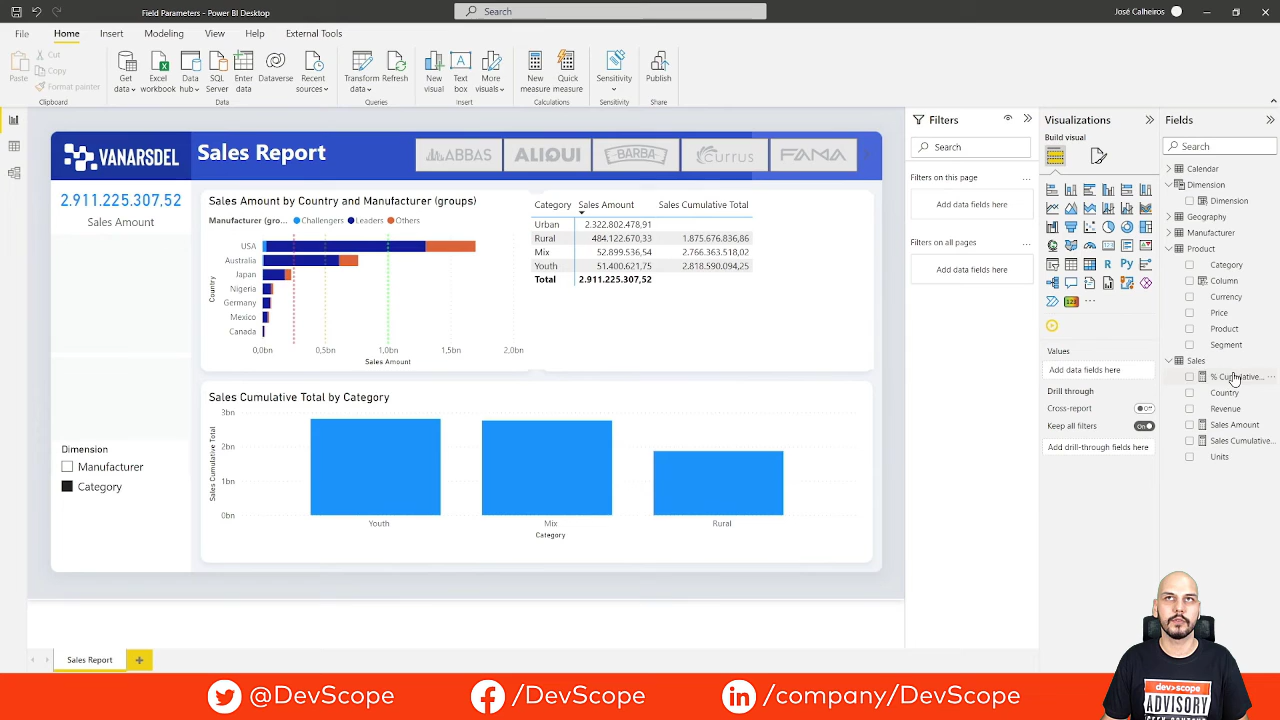 Field Parameters - Power BI Desktop
Search
José Calheiros
File
Home
Insert
Modeling
View
Help
External Tools
Paste
Cut
Copy
Format painter
Get data
Excel workbook
Data hub
SQL Server
Enter data
Dataverse
Recent sources
Transform data
Refresh
New visual
Text box
More visuals
New measure
Quick measure
Sensitivity
Publish
Clipboard
Data
Queries
Insert
Calculations
Sensitivity
Share
VANARSDEL
Sales Report
ABBAS
ALIQUI
BARBA
Currus
FAMA
2.911.225.307,52
Sales Amount
Sales Amount by Country and Manufacturer (groups)
Manufacturer (gro... Challengers Leaders Others
USA
Australia
Japan
Nigeria
Germany
Mexico
Canada
Country
0,0bn 0,5bn 1,0bn 1,5bn 2,0bn
Sales Amount
Category Sales Amount Sales Cumulative Total
Urban 2.322.802.478,91
Rural 484.122.670,33 1.875.676.836,86
Mix 52.899.536,54 2.766.363.518,02
Youth 51.400.621,75 2.818.590.094,25
Total 2.911.225.307,52
Sales Cumulative Total by Category
3bn
2bn
1bn
0bn
Sales Cumulative Total
Youth Mix Rural
Category
Dimension
Manufacturer
Category
Sales Report
Filters
Search
Filters on this page ...
Add data fields here
Filters on all pages ...
Add data fields here
Visualizations
Build visual
R Py
123
...
Values
Add data fields here
Drill through
Cross-report Off
Keep all filters On
Add drill-through fields here
Fields
Search
Calendar
Dimension
Dimension
Geography
Manufacturer
Product
Category
Column
Currency
Price
Product
Segment
Sales
% Cumulative... ...
Country
Revenue
Sales Amount
Sales Cumulative...
Units
dev>scope
ADVISORY
@DevScope
/DevScope
/company/DevScope